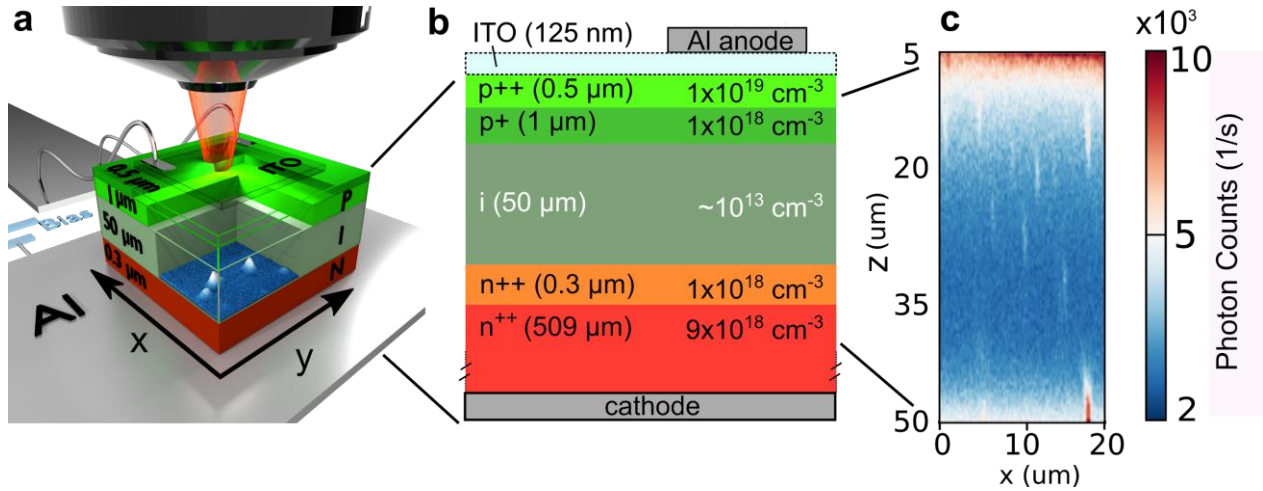 a
0.5 µm
1 µm
50 µm
0.3 µm
ITO
P
I
N
Bias
Al
x
y
b
ITO (125 nm)
Al anode
p++ (0.5 µm) 1x10¹⁹ cm⁻³
p+ (1 µm) 1x10¹⁸ cm⁻³
i (50 µm) ~10¹³ cm⁻³
n++ (0.3 µm) 1x10¹⁸ cm⁻³
n⁺⁺ (509 µm) 9x10¹⁸ cm⁻³
cathode
c
5
20
35
50
z (um)
0 10 20
x (um)
x10³
10
5
2
Photon Counts (1/s)